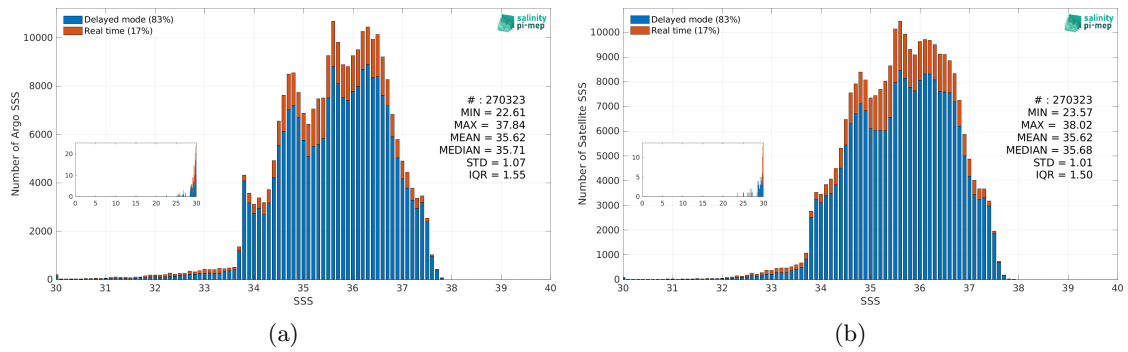 Delayed mode (83%)
Real time (17%)
salinity
pi-mep
Number of Argo SSS
10000
8000
6000
4000
2000
0
# : 270323
MIN = 22.61
MAX = 37.84
MEAN = 35.62
MEDIAN = 35.71
STD = 1.07
IQR = 1.55
20
10
0
0 5 10 15 20 25 30
30 31 32 33 34 35 36 37 38 39 40
SSS
(a)
Delayed mode (83%)
Real time (17%)
salinity
pi-mep
Number of Satellite SSS
10000
9000
8000
7000
6000
5000
4000
3000
2000
1000
0
# : 270323
MIN = 23.57
MAX = 38.02
MEAN = 35.62
MEDIAN = 35.68
STD = 1.01
IQR = 1.50
10
5
0
0 5 10 15 20 25 30
30 31 32 33 34 35 36 37 38 39 40
SSS
(b)